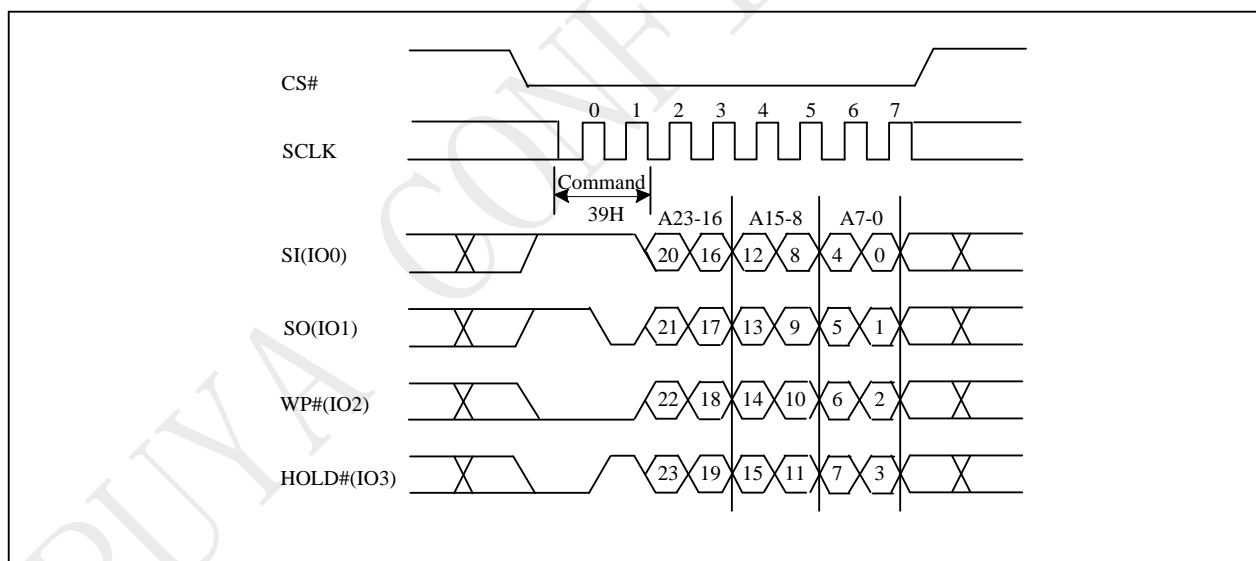 PUYA CONF
CS#
0 1 2 3 4 5 6 7
SCLK
Command
39H
A23-16 A15-8 A7-0
SI(IO0) 20 16 12 8 4 0
SO(IO1) 21 17 13 9 5 1
WP#(IO2) 22 18 14 10 6 2
HOLD#(IO3) 23 19 15 11 7 3